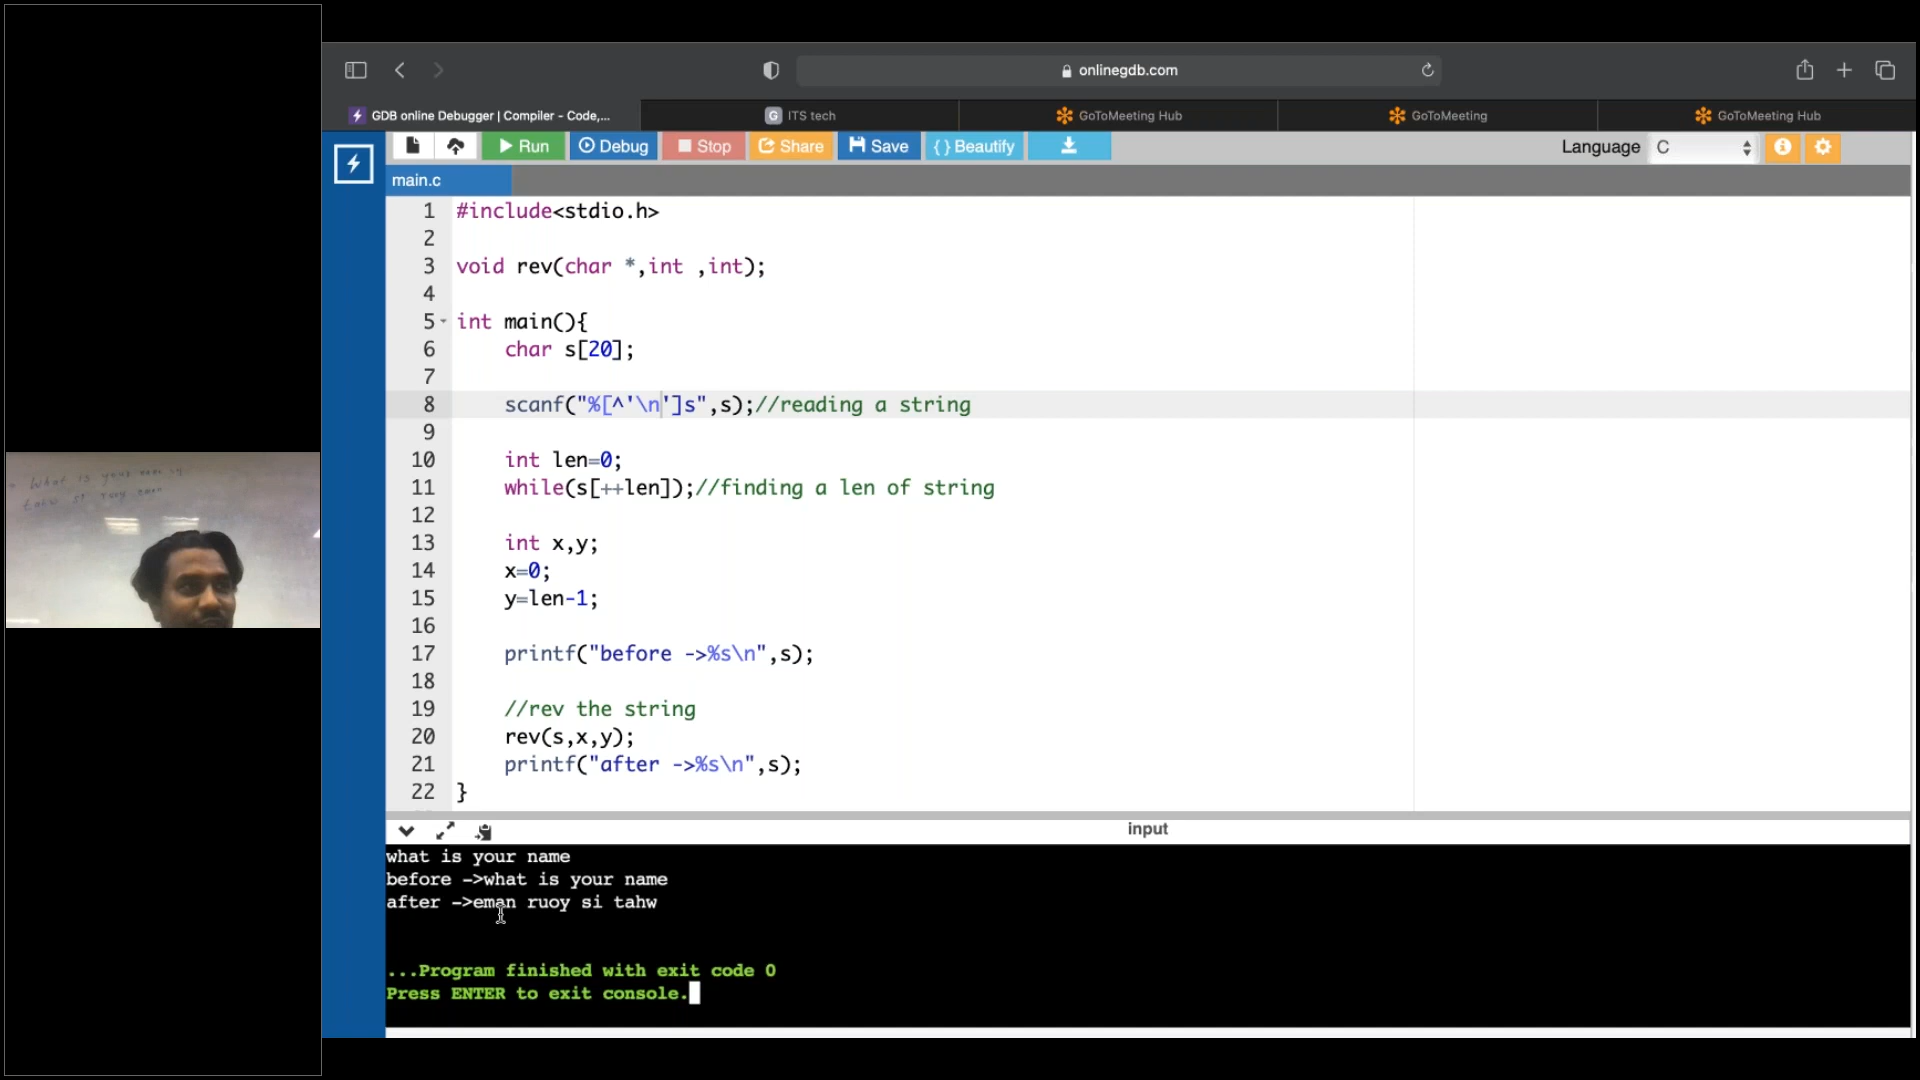 onlinegdb.com
GDB online Debugger | Compiler - Code,...
ITS tech
GoToMeeting Hub
GoToMeeting
GoToMeeting Hub
Run
Debug
Stop
Share
Save
{ } Beautify
Language
C
main.c
1 #include<stdio.h>
2
3 void rev(char *,int ,int);
4
5 int main(){
6 char s[20];
7
8 scanf("%[^'\n']s",s);//reading a string
9
10 int len=0;
11 while(s[++len]);//finding a len of string
12
13 int x,y;
14 x=0;
15 y=len-1;
16
17 printf("before ->%s\n",s);
18
19 //rev the string
20 rev(s,x,y);
21 printf("after ->%s\n",s);
22 }
input
what is your name
before ->what is your name
after ->eman ruoy si tahw
...Program finished with exit code 0
Press ENTER to exit console.
What is your